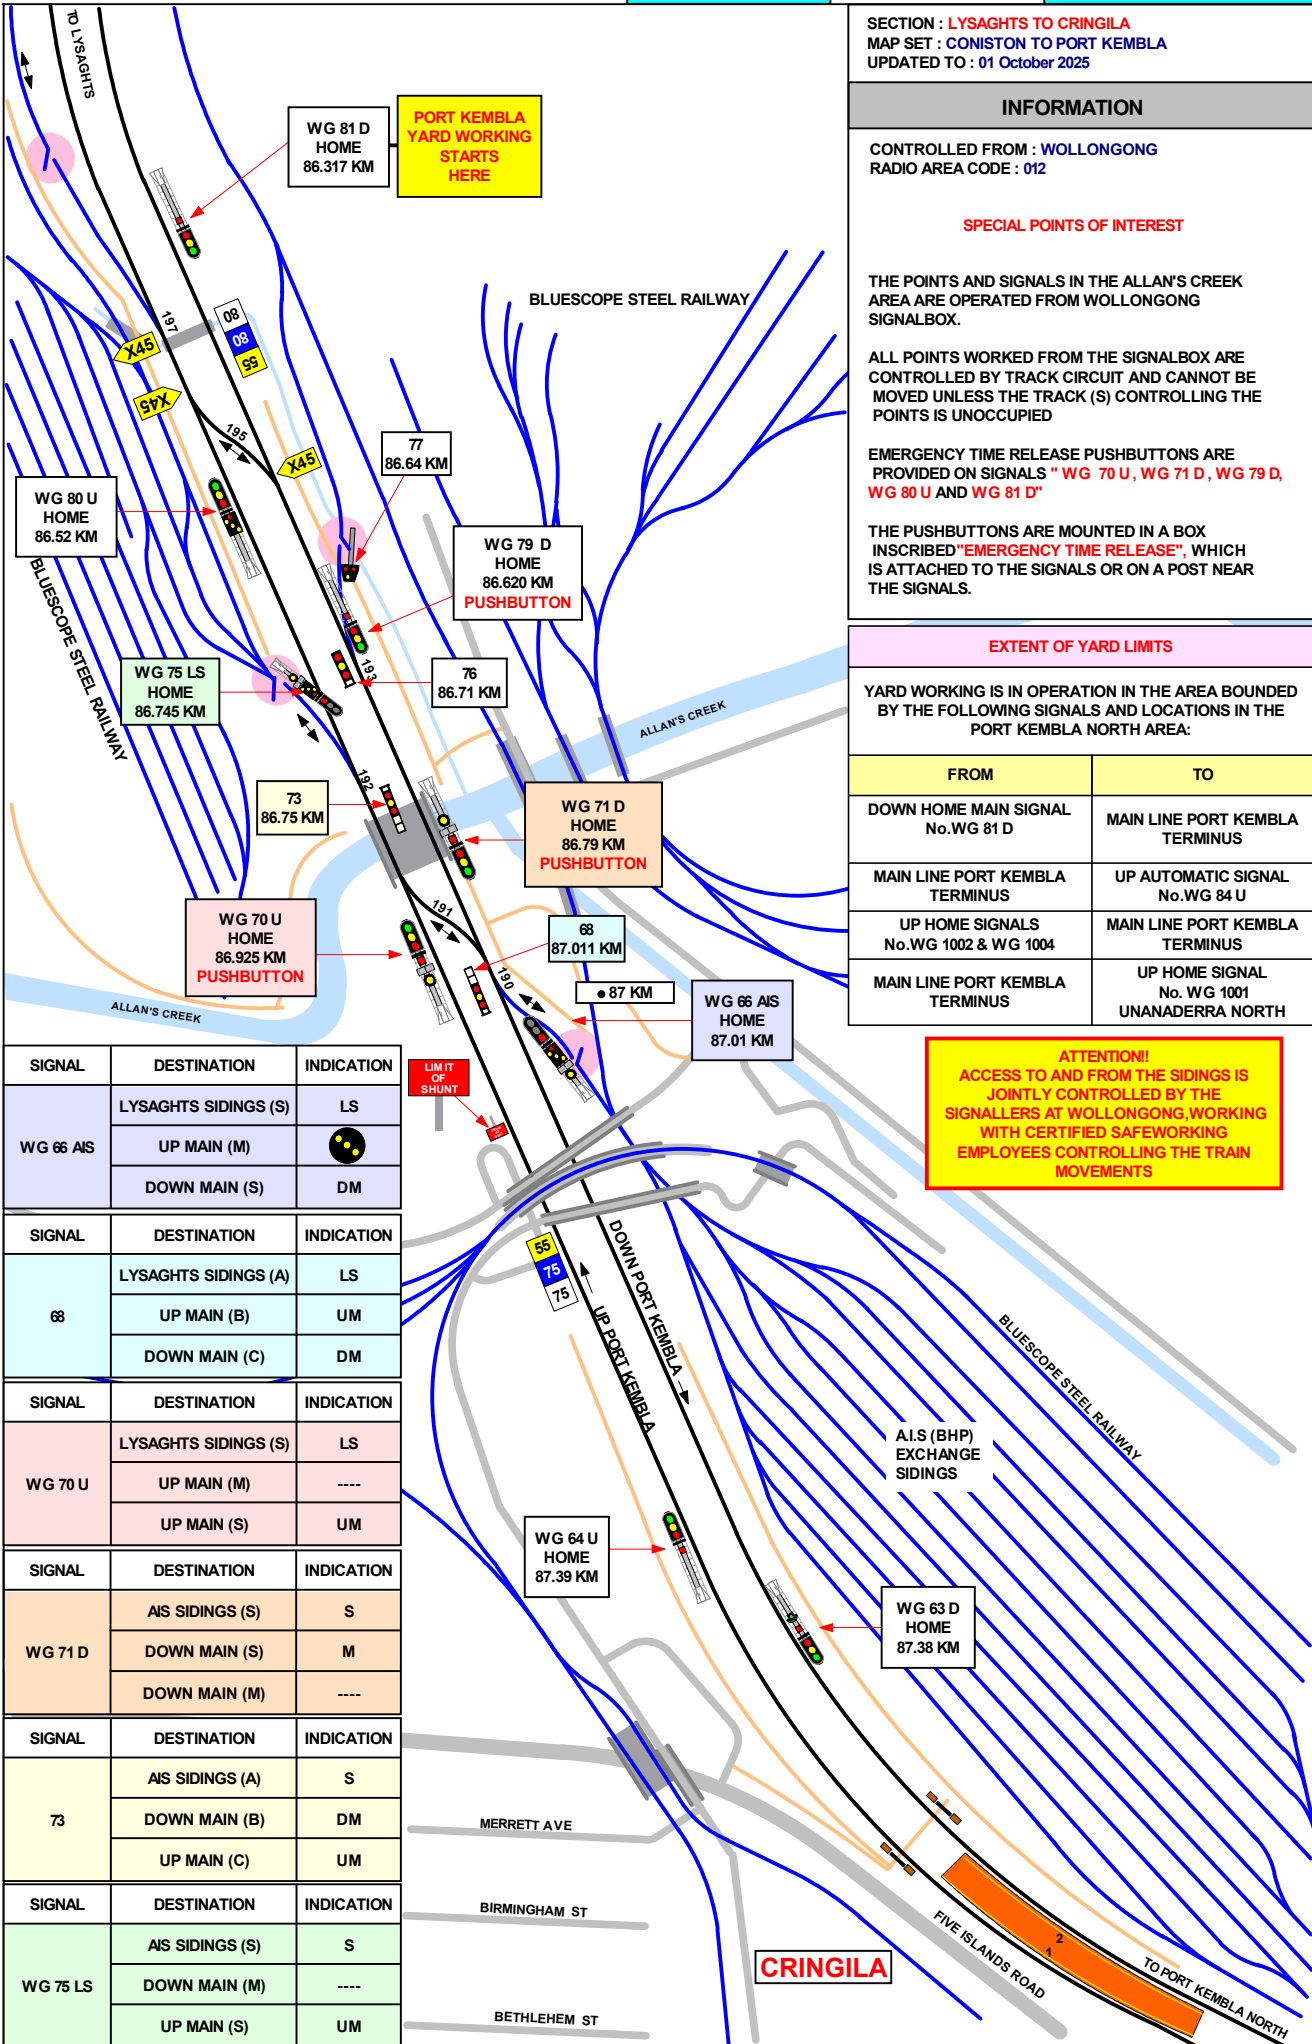 SECTION : LYSAGHTS TO CRINGILA
MAP SET : CONISTON TO PORT KEMBLA
UPDATED TO : 01 October 2025
INFORMATION
CONTROLLED FROM : WOLLONGONG
RADIO AREA CODE : 012
SPECIAL POINTS OF INTEREST
THE POINTS AND SIGNALS IN THE ALLAN'S CREEK
AREA ARE OPERATED FROM WOLLONGONG
SIGNALBOX.
ALL POINTS WORKED FROM THE SIGNALBOX ARE
CONTROLLED BY TRACK CIRCUIT AND CANNOT BE
MOVED UNLESS THE TRACK (S) CONTROLLING THE
POINTS IS UNOCCUPIED
EMERGENCY TIME RELEASE PUSHBUTTONS ARE
PROVIDED ON SIGNALS " WG 70 U , WG 71 D , WG 79 D,
WG 80 U AND WG 81 D"
THE PUSHBUTTONS ARE MOUNTED IN A BOX
INSCRIBED"EMERGENCY TIME RELEASE", WHICH
IS ATTACHED TO THE SIGNALS OR ON A POST NEAR
THE SIGNALS.
EXTENT OF YARD LIMITS
YARD WORKING IS IN OPERATION IN THE AREA BOUNDED
BY THE FOLLOWING SIGNALS AND LOCATIONS IN THE
PORT KEMBLA NORTH AREA:
FROM TO
DOWN HOME MAIN SIGNAL
No.WG 81 D
MAIN LINE PORT KEMBLA
TERMINUS
MAIN LINE PORT KEMBLA
TERMINUS
UP AUTOMATIC SIGNAL
No.WG 84 U
UP HOME SIGNALS
No.WG 1002 & WG 1004
MAIN LINE PORT KEMBLA
TERMINUS
MAIN LINE PORT KEMBLA
TERMINUS
UP HOME SIGNAL
No. WG 1001
UNANADERRA NORTH
ATTENTION!!
ACCESS TO AND FROM THE SIDINGS IS
JOINTLY CONTROLLED BY THE
SIGNALLERS AT WOLLONGONG,WORKING
WITH CERTIFIED SAFEWORKING
EMPLOYEES CONTROLLING THE TRAIN
MOVEMENTS
TO LYSAGHTS
WG 81 D
HOME
86.317 KM
PORT KEMBLA
YARD WORKING
STARTS
HERE
BLUESCOPE STEEL RAILWAY
197
80
80
55
X45
X45
195
X45
77
86.64 KM
WG 80 U
HOME
86.52 KM
WG 79 D
HOME
86.620 KM
PUSHBUTTON
BLUESCOPE STEEL RAILWAY
WG 75 LS
HOME
86.745 KM
193
76
86.71 KM
ALLAN'S CREEK
192
73
86.75 KM
WG 71 D
HOME
86.79 KM
PUSHBUTTON
WG 70 U
HOME
86.925 KM
PUSHBUTTON
191
68
87.011 KM
190
87 KM
WG 66 AIS
HOME
87.01 KM
ALLAN'S CREEK
LIMIT
OF
SHUNT
SIGNAL DESTINATION INDICATION
WG 66 AIS
LYSAGHTS SIDINGS (S) LS
UP MAIN (M)
DOWN MAIN (S) DM
SIGNAL DESTINATION INDICATION
68
LYSAGHTS SIDINGS (A) LS
UP MAIN (B) UM
DOWN MAIN (C) DM
SIGNAL DESTINATION INDICATION
WG 70 U
LYSAGHTS SIDINGS (S) LS
UP MAIN (M) ----
UP MAIN (S) UM
SIGNAL DESTINATION INDICATION
WG 71 D
AIS SIDINGS (S) S
DOWN MAIN (S) M
DOWN MAIN (M) ----
SIGNAL DESTINATION INDICATION
73
AIS SIDINGS (A) S
DOWN MAIN (B) DM
UP MAIN (C) UM
SIGNAL DESTINATION INDICATION
WG 75 LS
AIS SIDINGS (S) S
DOWN MAIN (M) ----
UP MAIN (S) UM
55
75
75
UP PORT KEMBLA
DOWN PORT KEMBLA
BLUESCOPE STEEL RAILWAY
A.I.S (BHP)
EXCHANGE
SIDINGS
WG 64 U
HOME
87.39 KM
WG 63 D
HOME
87.38 KM
MERRETT AVE
BIRMINGHAM ST
BETHLEHEM ST
CRINGILA
FIVE ISLANDS ROAD
2
1
TO PORT KEMBLA NORTH